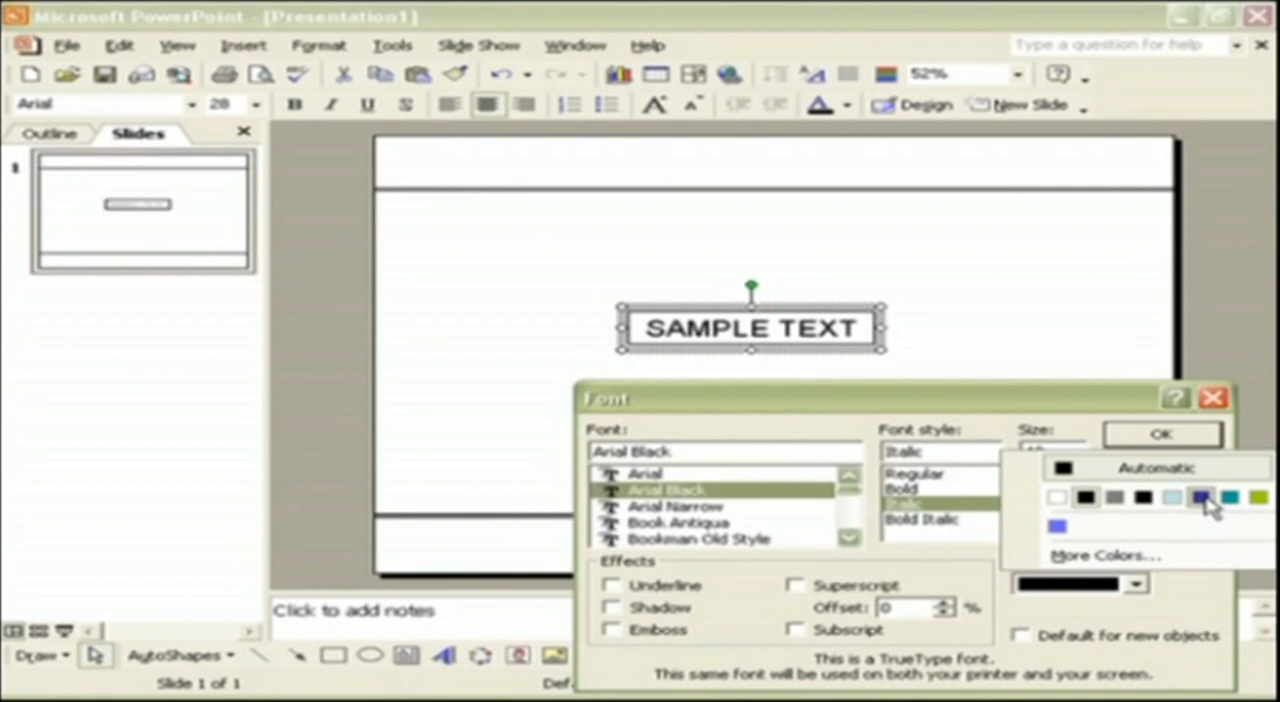 Microsoft PowerPoint - [Presentation1]
File Edit View Insert Format Tools Slide Show Window Help Type a question for help
52%
Arial 28 B I U S A A A Design New Slide
Outline Slides
1
SAMPLE TEXT
Font
Font: Font style: Size: OK
Arial Black Italic
Arial Regular
Arial Black Bold
Arial Narrow Italic
Book Antiqua Bold Italic
Bookman Old Style
Automatic
More Colors...
Effects
Underline Superscript
Shadow Offset: 0 %
Emboss Subscript
Default for new objects
This is a TrueType font.
This same font will be used on both your printer and your screen.
Click to add notes
Draw AutoShapes
Slide 1 of 1